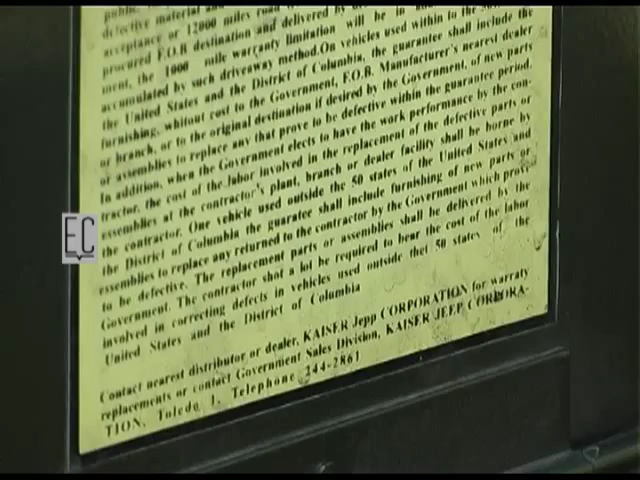 defective material and
acceptance or 12000 miles road
procured F.O.B. destination and delivered by
ment, the 1000 mile warranty limitation will be in
accumulated by such driveaway method.On vehicles used within to the
the United States and the District of Columbia, the guarantee shall include the
furnishing, whitout cost to the Government, F.O.B. Manufacturer's nearest dealer
or branch, or to the original destination if desired by the Government, of new parts
or assemblies to replace any that prove to be defective within the guarantee period.
In addition, when the Government elects to have the work performance by the con-
tractor, the cost of the labor involved in the replacement of the defective parts or
assemblies at the contractor's plant, branch or dealer facility shall be borne by
the contractor. One vehicle used outside the 50 states of the United States and
the District of Columbia the guarantee shall include furnishing of new parts or
assemblies to replace any returned to the contractor by the Government which prove
to be defective. The replacement parts or assemblies shall be delivered by the
Government. The contractor shot a lot be required to bear the cost of the labor
involved in correcting defects in vehicles used outside thet 50 states of the
United States and the District of Columbia
Contact nearest distributor or dealer, KAISER Jepp CORPORATION for warraty
replacements or contact Government Sales Division, KAISER JEEP CORPORA-
TION, Toledo 1, Telephone 244-2861
EC